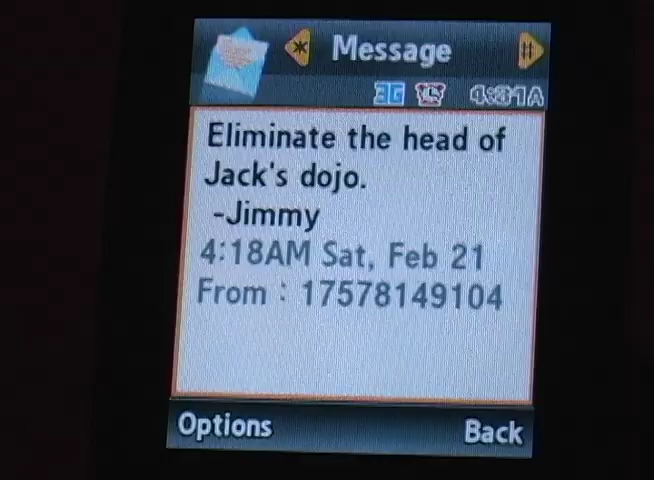 * Message #
3G 4:31A
Eliminate the head of
Jack's dojo.
-Jimmy
4:18AM Sat, Feb 21
From : 17578149104
Options Back